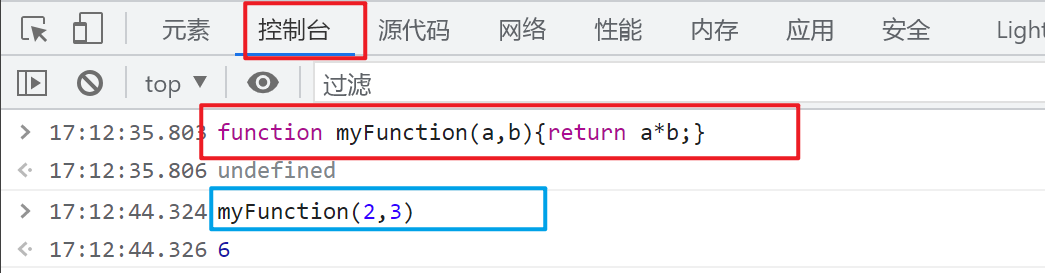 元素 控制台 源代码 网络 性能 内存 应用 安全 Light
top ▼ 过滤
> 17:12:35.803 function myFunction(a,b){return a*b;}
<· 17:12:35.806 undefined
> 17:12:44.324 myFunction(2,3)
<· 17:12:44.326 6